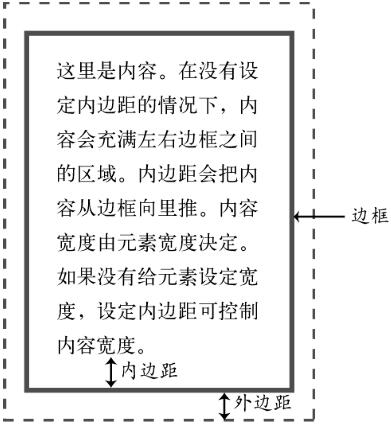 这里是内容。在没有设
定内边距的情况下，内
容会充满左右边框之间
的区域。内边距会把内
容从边框向里推。内容
宽度由元素宽度决定。
如果没有给元素设定宽
度，设定内边距可控制
内容宽度。
边框
内边距
外边距